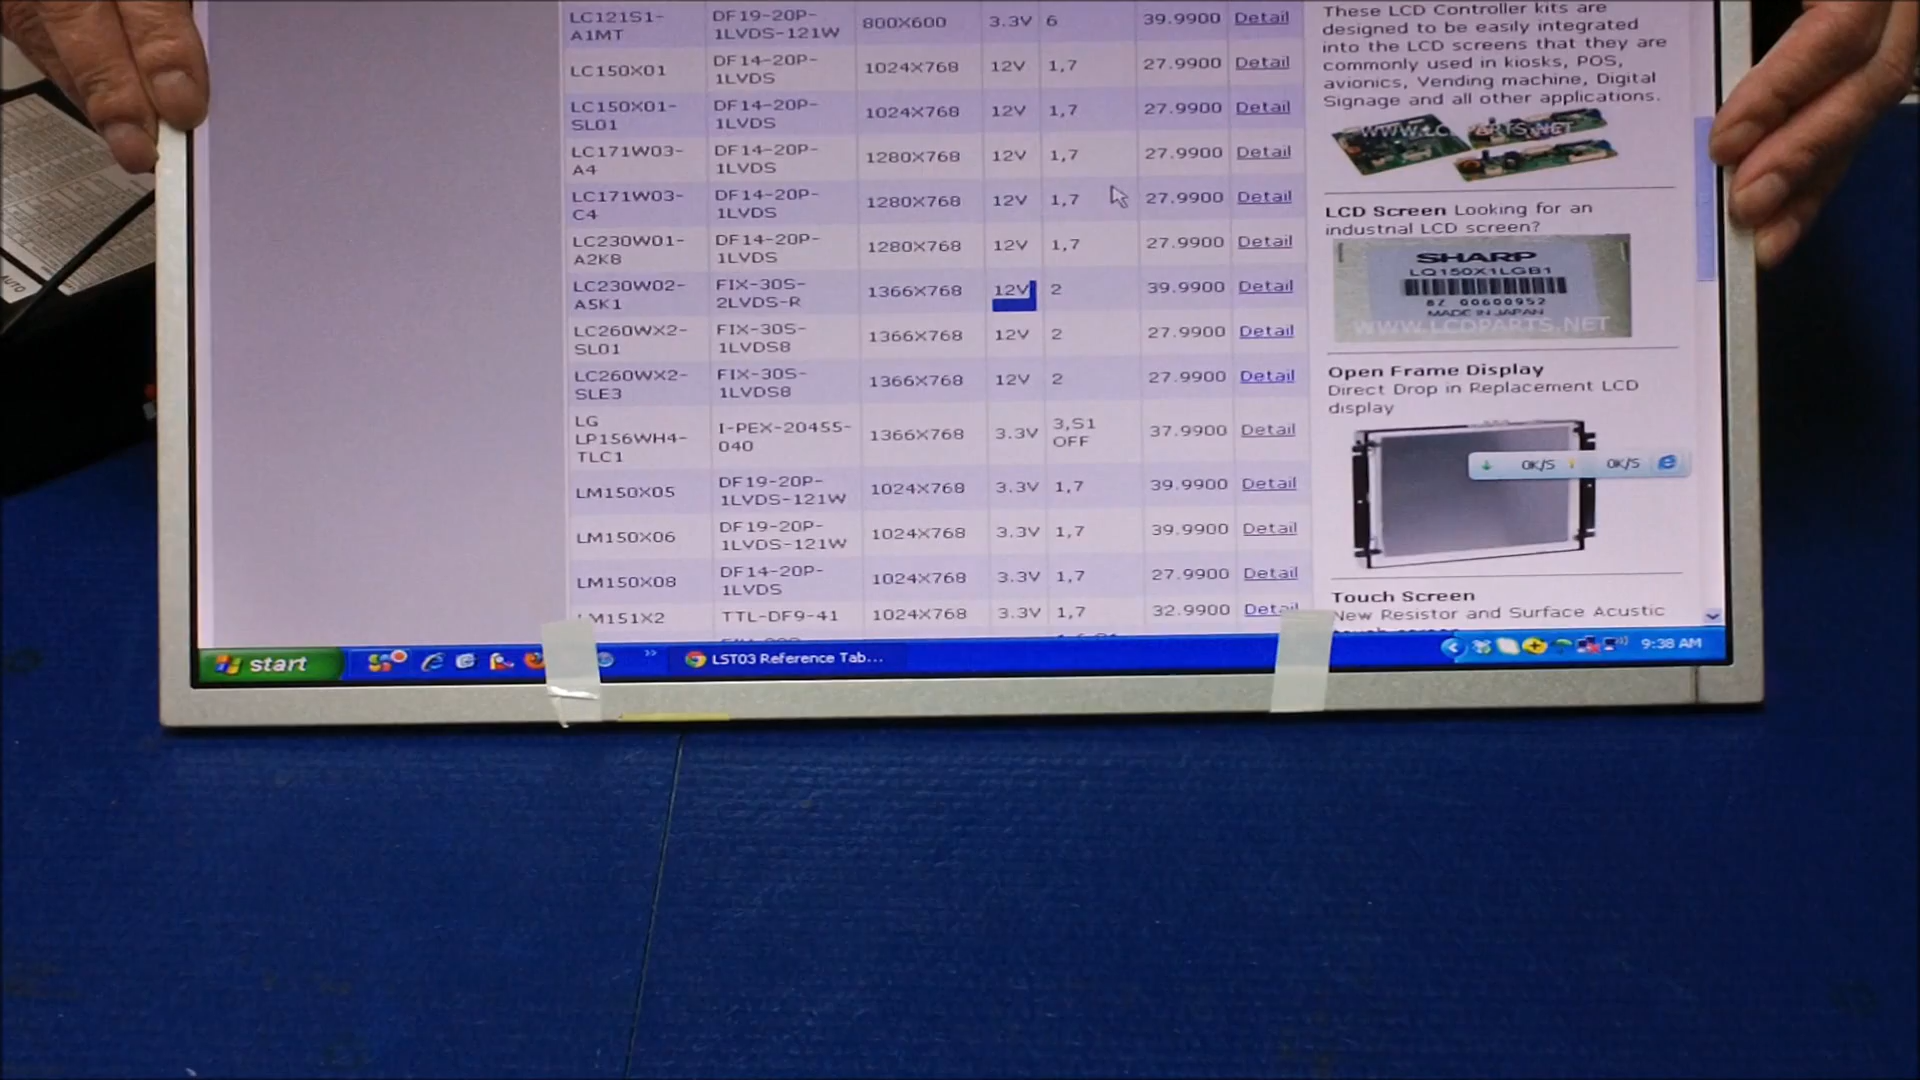 LC121S1-
A1MT
DF19-20P-
1LVDS-121W
800X600
3.3V
6
39.9900
Detail
LC150X01
DF14-20P-
1LVDS
1024X768
12V
1,7
27.9900
Detail
LC150X01-
SL01
DF14-20P-
1LVDS
1024X768
12V
1,7
27.9900
Detail
LC171W03-
A4
DF14-20P-
1LVDS
1280X768
12V
1,7
27.9900
Detail
LC171W03-
C4
DF14-20P-
1LVDS
1280X768
12V
1,7
27.9900
Detail
LC230W01-
A2K8
DF14-20P-
1LVDS
1280X768
12V
1,7
27.9900
Detail
LC230W02-
A5K1
FIX-30S-
2LVDS-R
1366X768
12V
2
39.9900
Detail
LC260WX2-
SL01
FIX-30S-
1LVDS8
1366X768
12V
2
27.9900
Detail
LC260WX2-
SLE3
FIX-30S-
1LVDS8
1366X768
12V
2
27.9900
Detail
LG
LP156WH4-
TLC1
I-PEX-20455-
040
1366X768
3.3V
3,S1
OFF
37.9900
Detail
LM150X05
DF19-20P-
1LVDS-121W
1024X768
3.3V
1,7
39.9900
Detail
LM150X06
DF19-20P-
1LVDS-121W
1024X768
3.3V
1,7
39.9900
Detail
LM150X08
DF14-20P-
1LVDS
1024X768
3.3V
1,7
27.9900
Detail
LM151X2
TTL-DF9-41
1024X768
3.3V
1,7
32.9900
Detail
These LCD Controller kits are
designed to be easily integrated
into the LCD screens that they are
commonly used in kiosks, POS,
avionics, Vending machine, Digital
Signage and all other applications.
WWW.LCDPARTS.NET
LCD Screen Looking for an
industrial LCD screen?
SHARP
LQ150X1LGB1
8Z 00600952
MADE IN JAPAN
WWW.LCDPARTS.NET
Open Frame Display
Direct Drop in Replacement LCD
display
0K/S
0K/S
Touch Screen
New Resistor and Surface Acustic
start
LST03 Reference Tab...
9:38 AM
AUTO